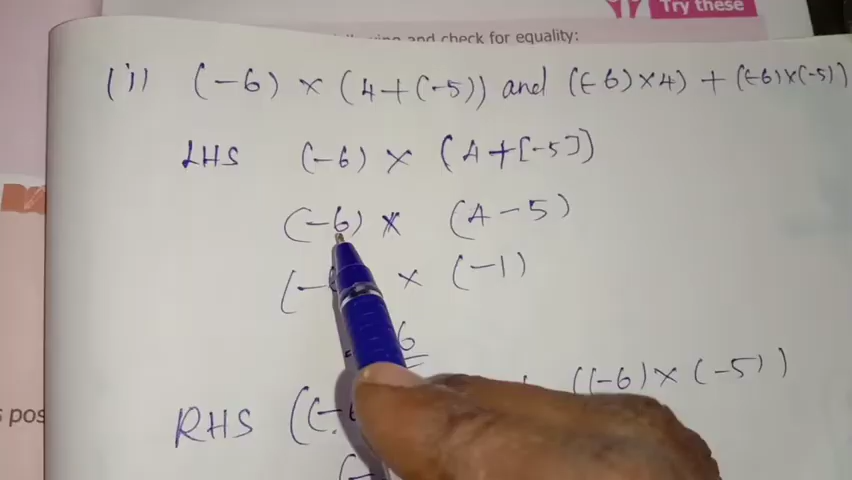 Try these
and check for equality:
(i) (-6) × (4+(-5)) and ((-6)×4) + ((-6)×(-5))
LHS (-6) × (4+[-5])
(-6) × (4-5)
× (-1)
6
RHS ((-6)×(-5))
s pos